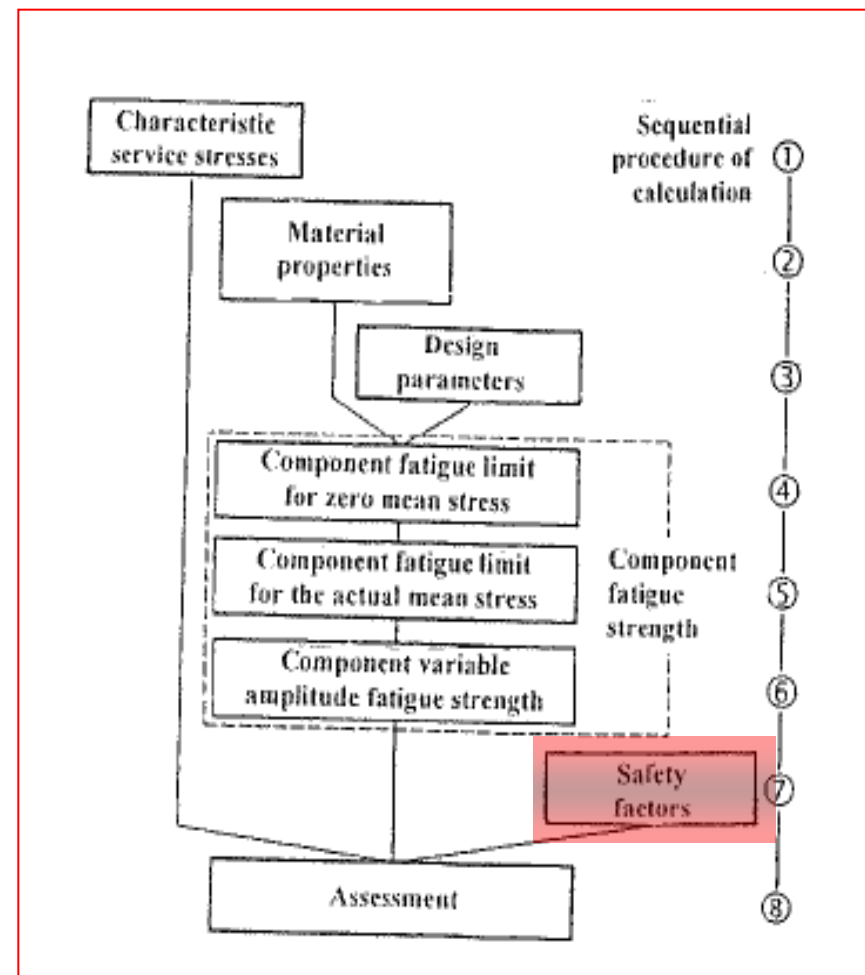 Characteristic
service stresses
Sequential
procedure of
calculation
①
Material
properties
②
Design
parameters
③
Component fatigue limit
for zero mean stress
④
Component fatigue limit
for the actual mean stress
Component
fatigue
strength
⑤
Component variable
amplitude fatigue strength
⑥
Safety
factors
⑦
Assessment
⑧